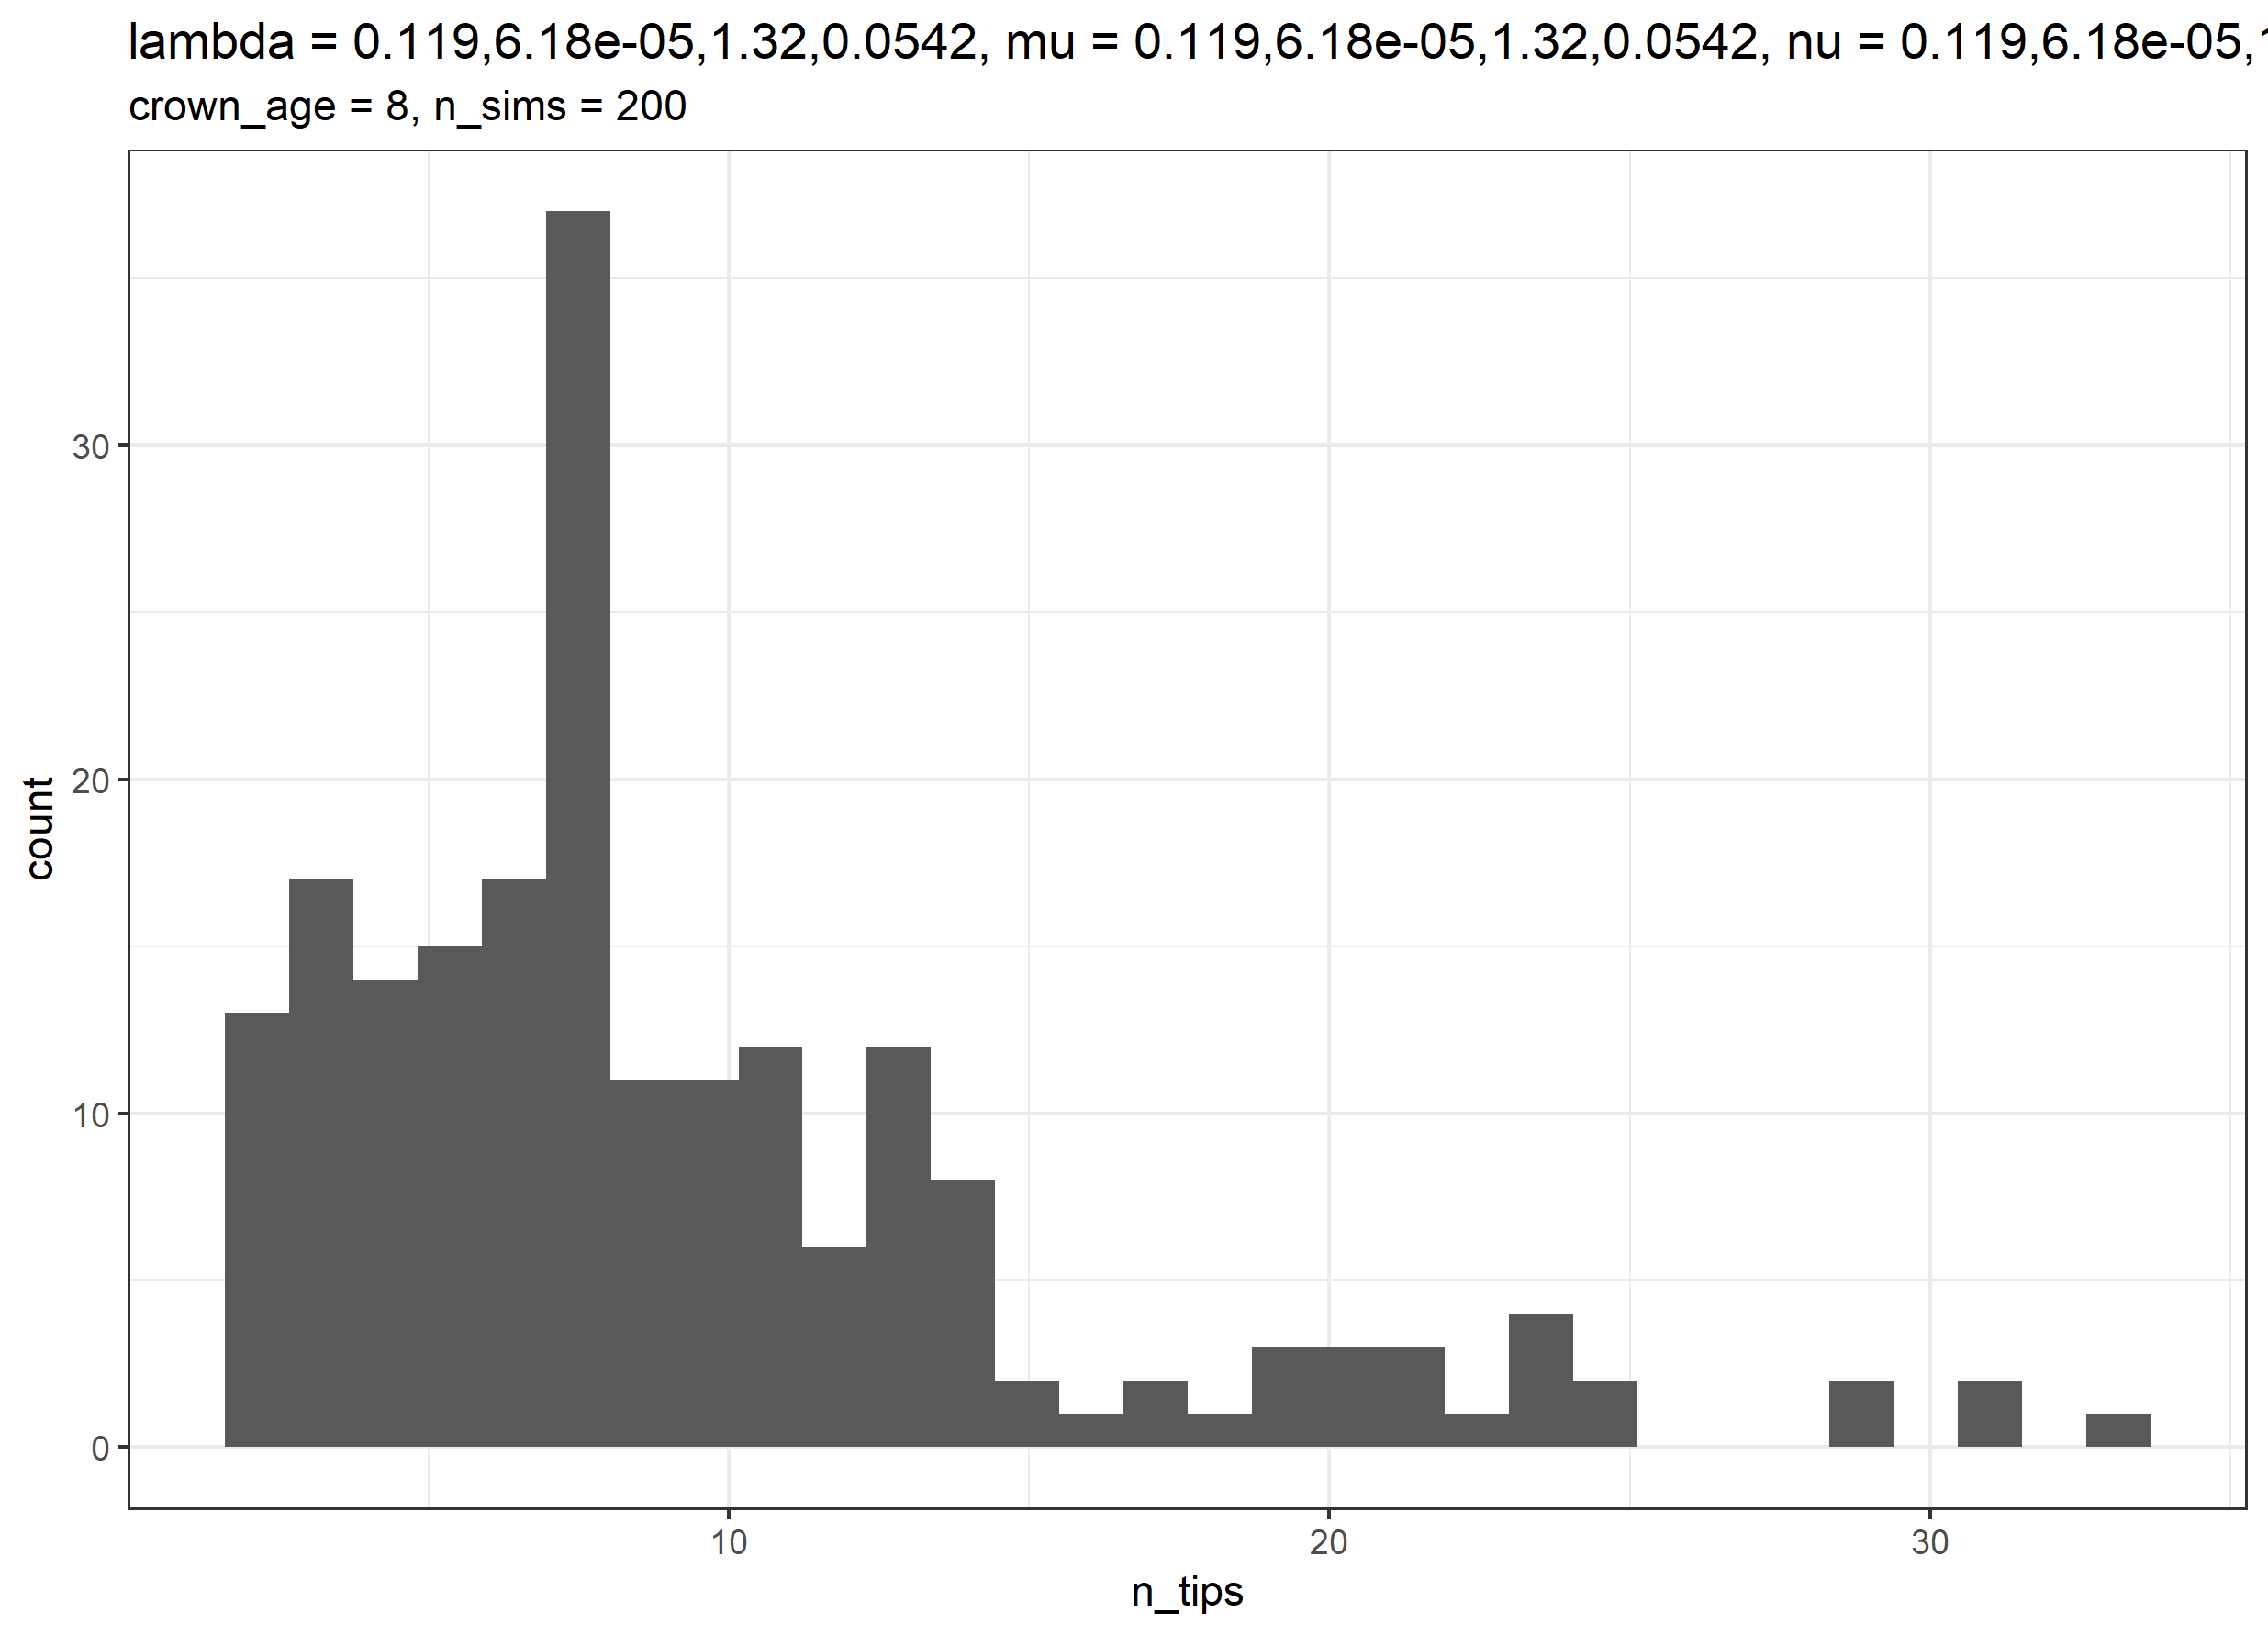 lambda = 0.119,6.18e-05,1.32,0.0542, mu = 0.119,6.18e-05,1.32,0.0542, nu = 0.119,6.18e-05,
crown_age = 8, n_sims = 200
30
20
10
0
count
10 20 30
n_tips